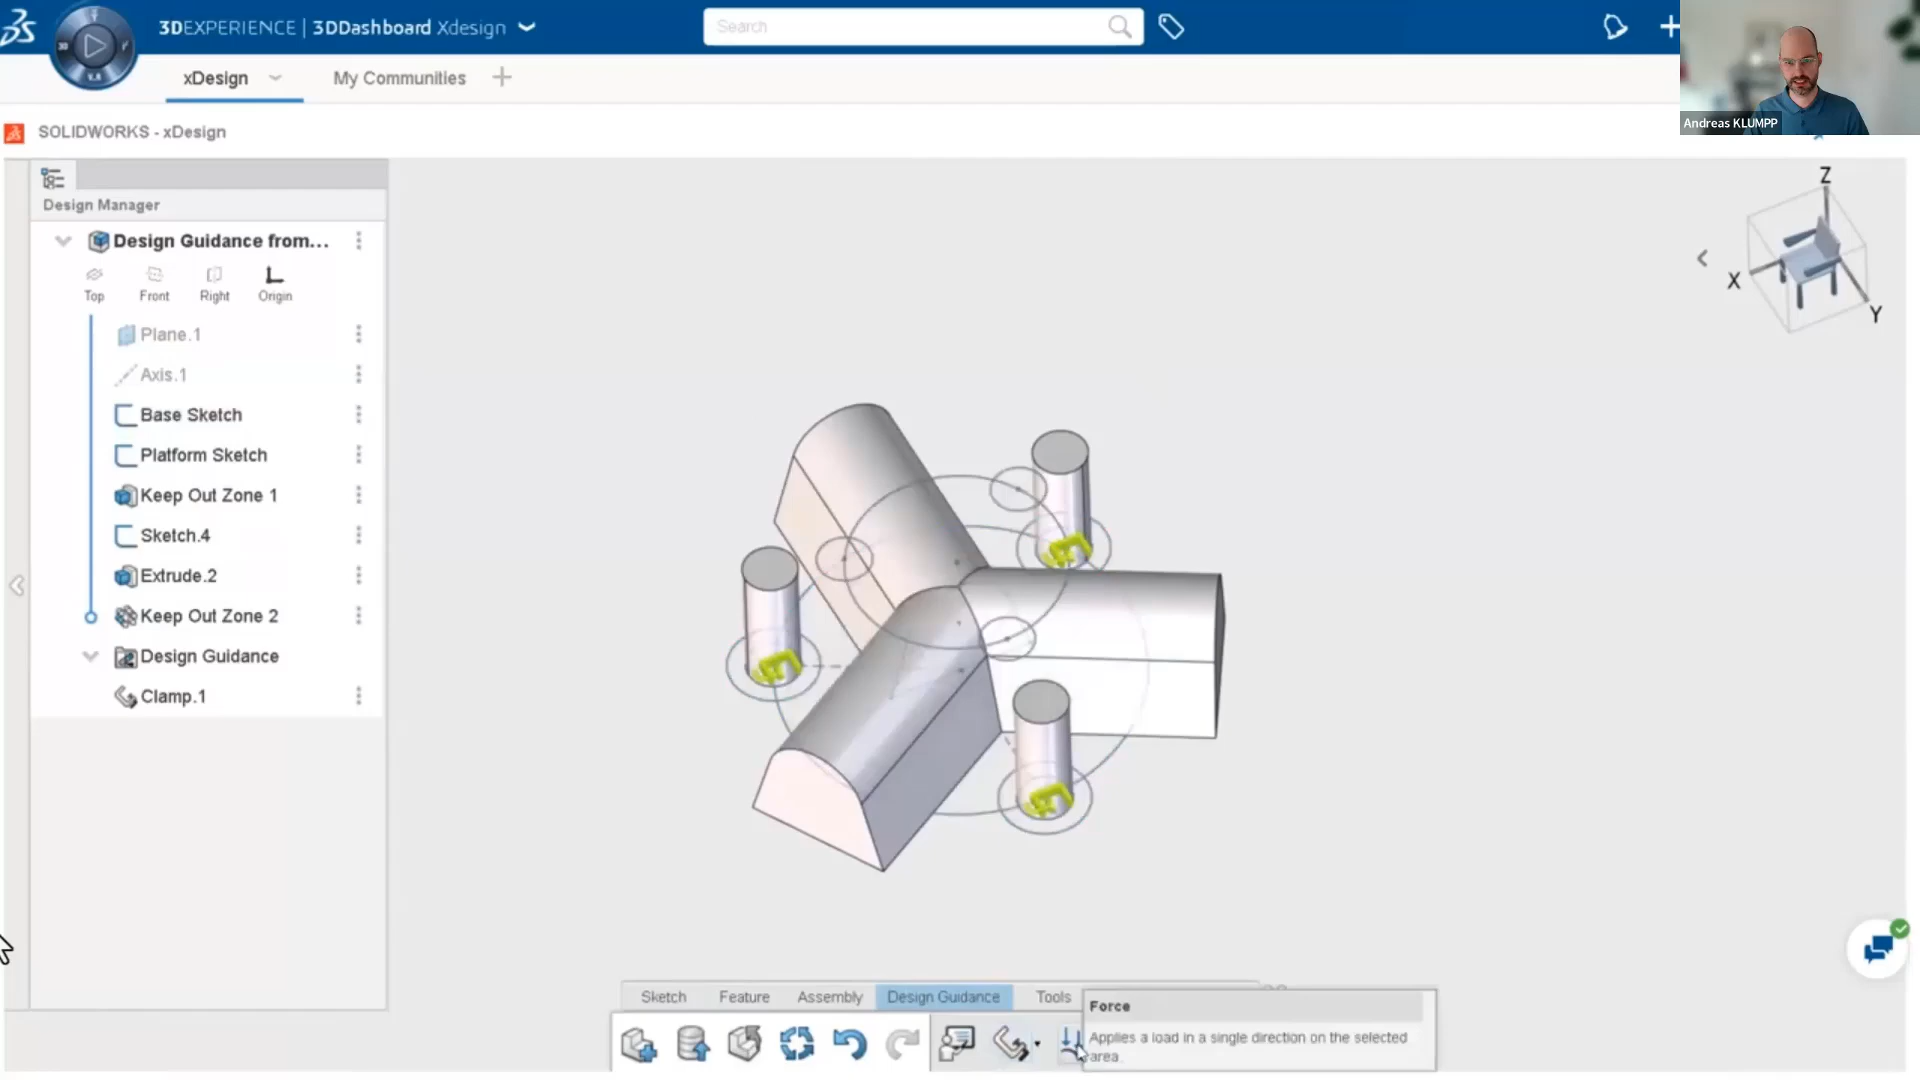 3DEXPERIENCE | 3DDashboard Xdesign
Search
xDesign
My Communities
Andreas KLUMPP
SOLIDWORKS - xDesign
Design Manager
Design Guidance from...
Top
Front
Right
Origin
Plane.1
Axis.1
Base Sketch
Platform Sketch
Keep Out Zone 1
Sketch.4
Extrude.2
Keep Out Zone 2
Design Guidance
Clamp.1
Z
X
Y
Sketch
Feature
Assembly
Design Guidance
Tools
Force
Applies a load in a single direction on the selected
area.